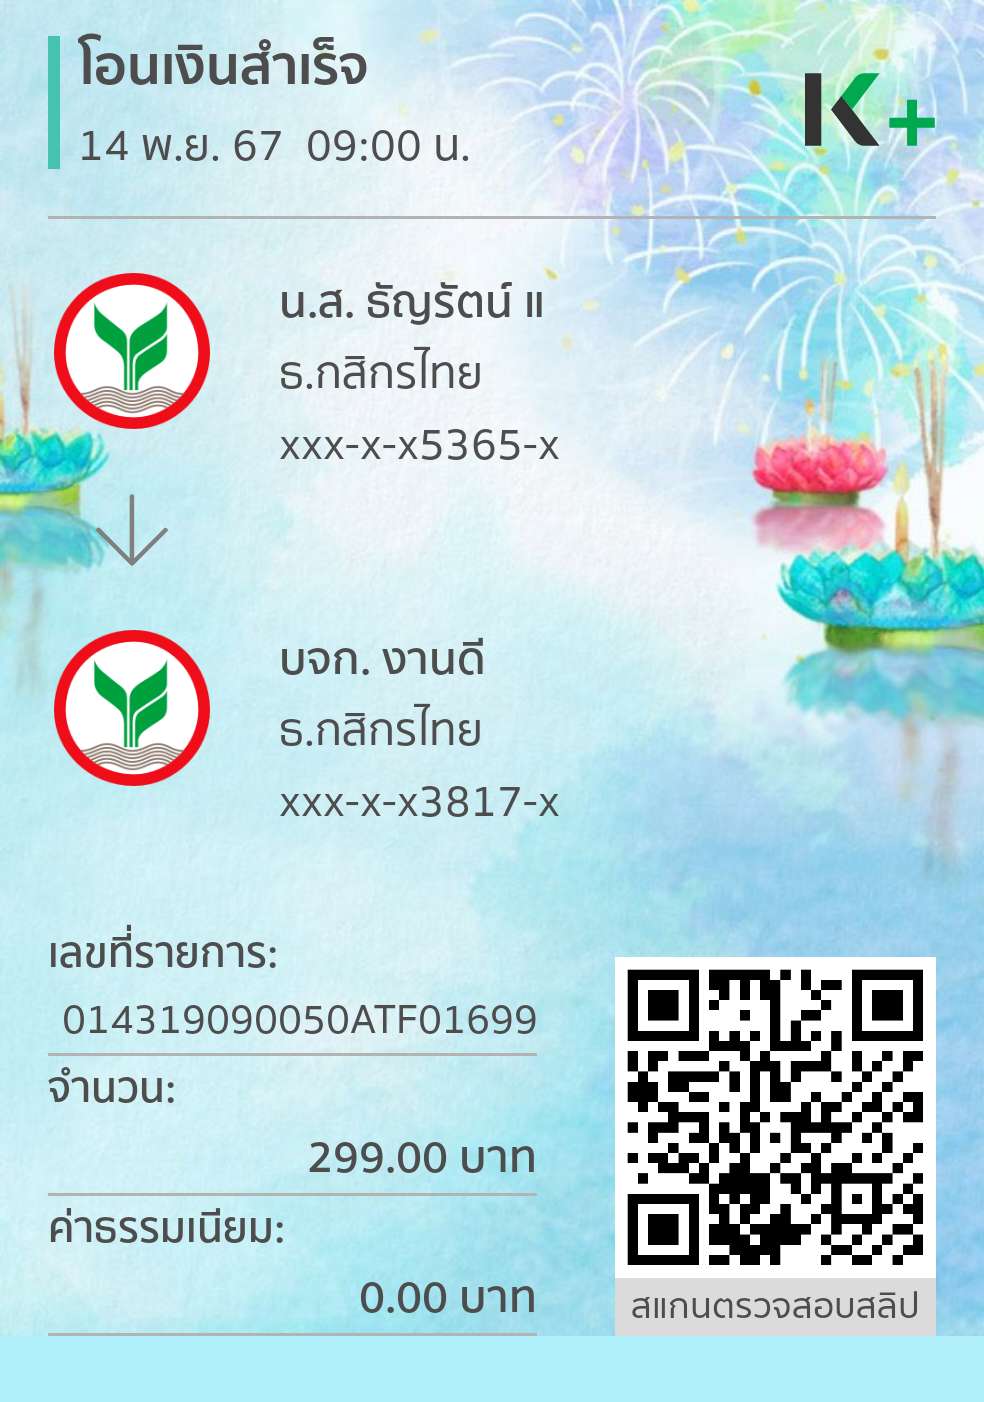 โอนเงินสำเร็จ
14 พ.ย. 67 09:00 น.
K+
น.ส. ธัญรัตน์ แ
ธ.กสิกรไทย
xxx-x-x5365-x
บจก. งานดี
ธ.กสิกรไทย
xxx-x-x3817-x
เลขที่รายการ:
014319090050ATF01699
จำนวน:
299.00 บาท
ค่าธรรมเนียม:
0.00 บาท
สแกนตรวจสอบสลิป